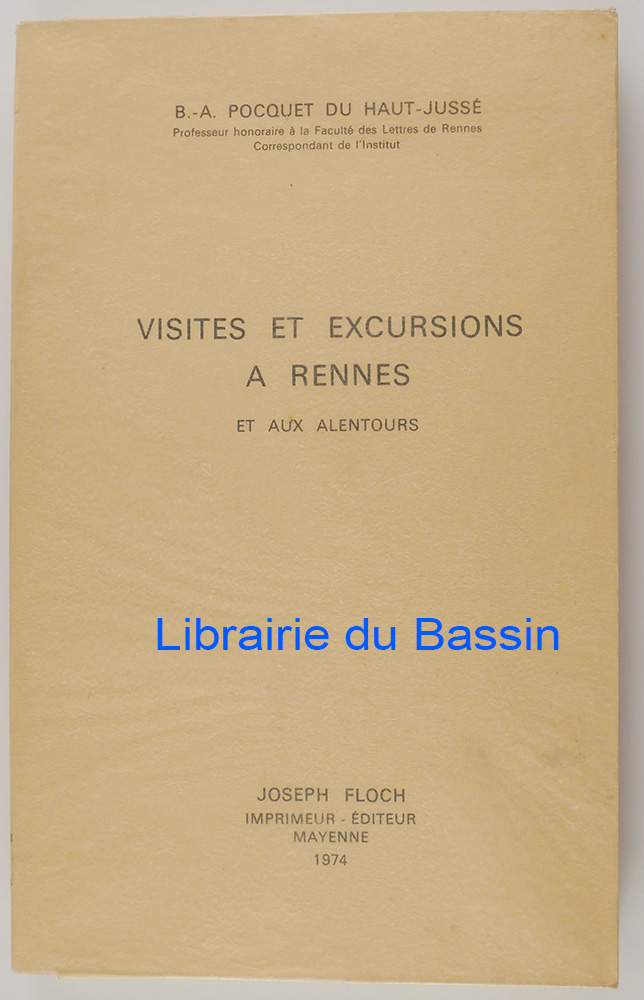 B.-A. POCQUET DU HAUT-JUSSÉ
Professeur honoraire à la Faculté des Lettres de Rennes
Correspondant de l'Institut
VISITES ET EXCURSIONS
A RENNES
ET AUX ALENTOURS
Librairie du Bassin
JOSEPH FLOCH
IMPRIMEUR - ÉDITEUR
MAYENNE
1974